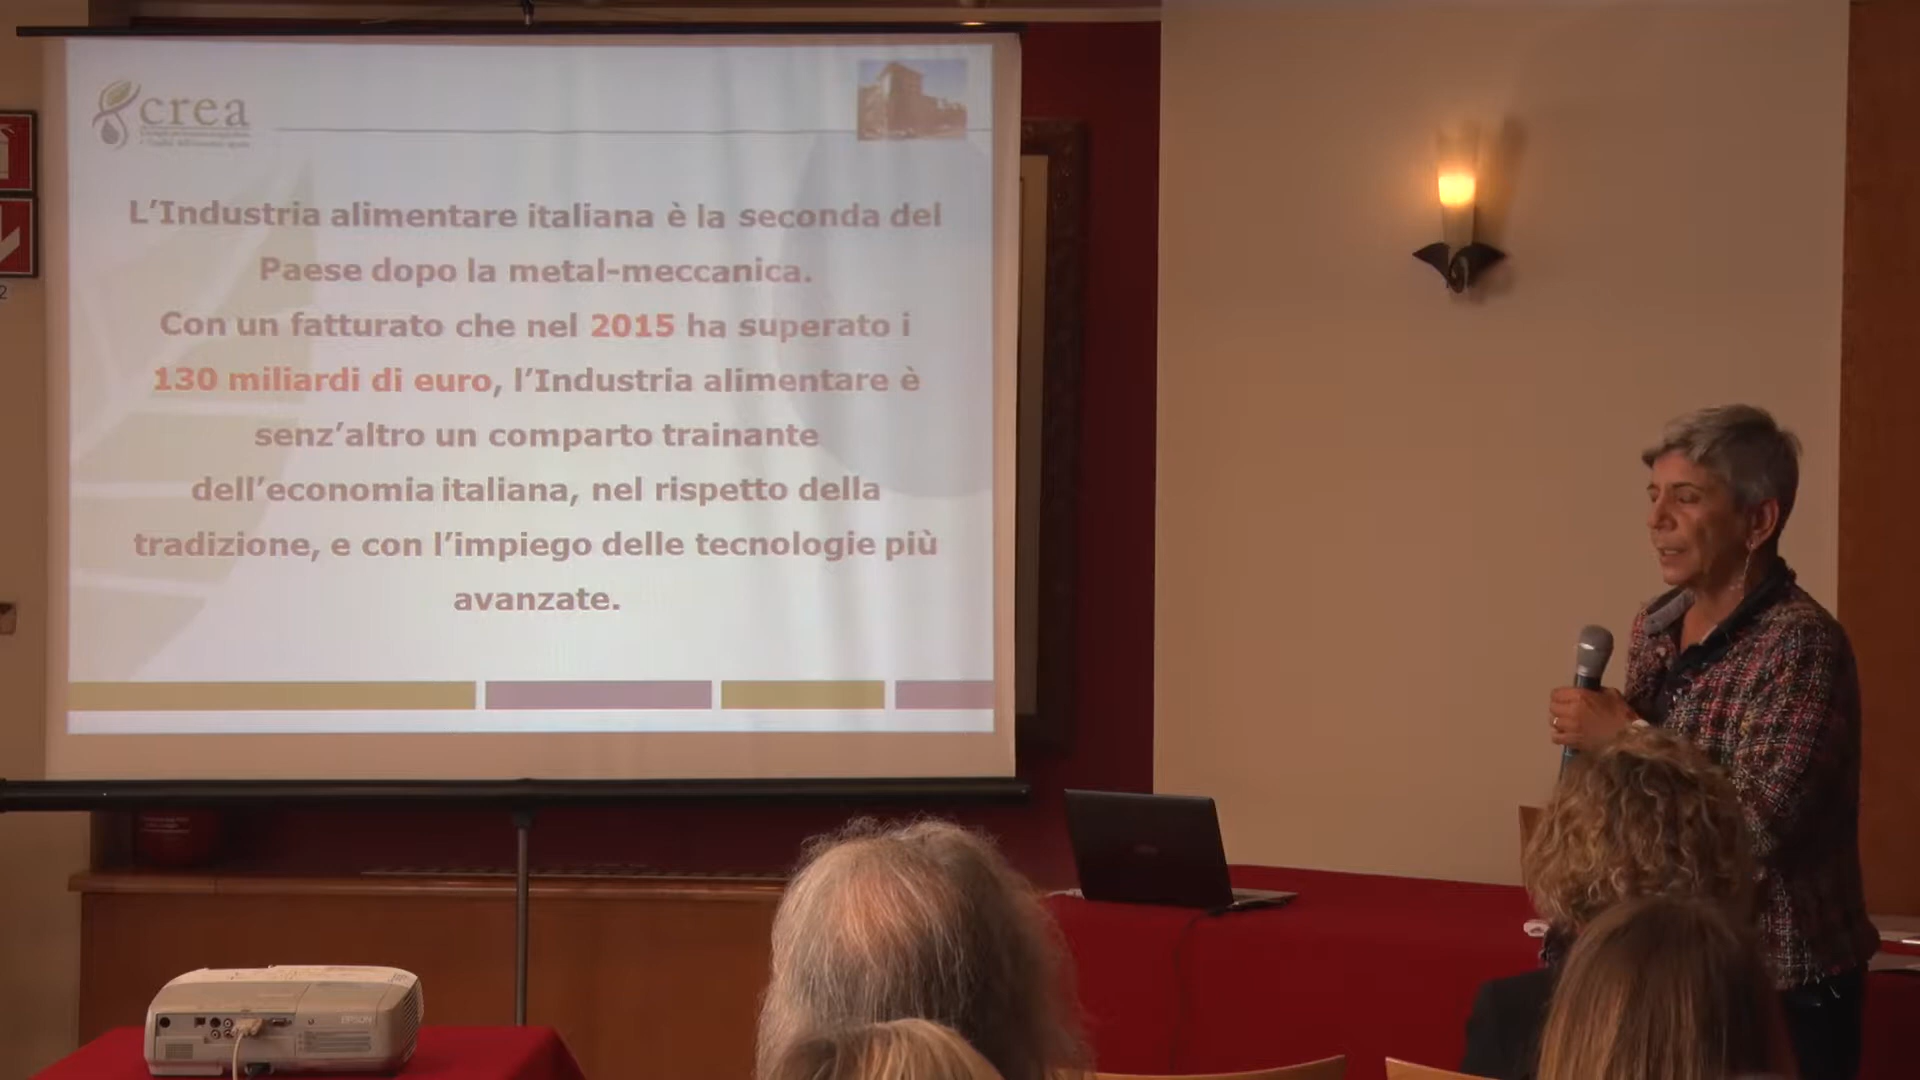 crea
L’Industria alimentare italiana è la seconda del
Paese dopo la metal-meccanica.
Con un fatturato che nel 2015 ha superato i
130 miliardi di euro, l’Industria alimentare è
senz’altro un comparto trainante
dell’economia italiana, nel rispetto della
tradizione, e con l’impiego delle tecnologie più
avanzate.
2
EPSON